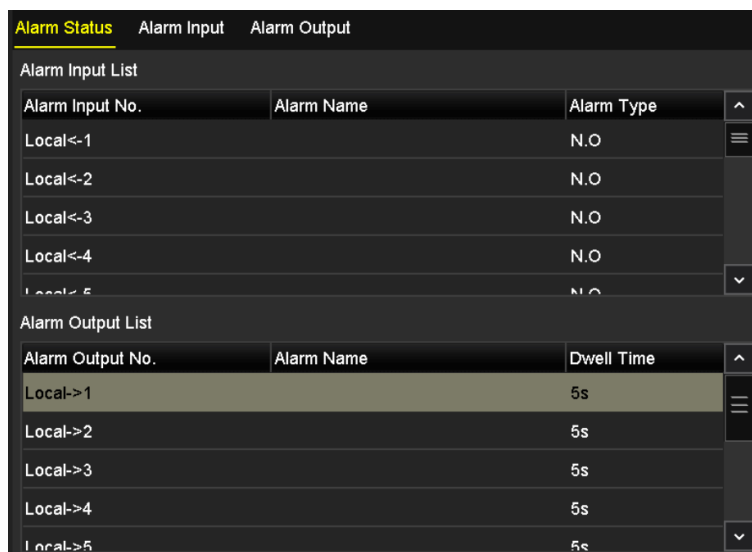 Alarm Status Alarm Input Alarm Output
Alarm Input List
Alarm Input No. Alarm Name Alarm Type
Local<-1 N.O
Local<-2 N.O
Local<-3 N.O
Local<-4 N.O
Local<-5 N.O
Alarm Output List
Alarm Output No. Alarm Name Dwell Time
Local->1 5s
Local->2 5s
Local->3 5s
Local->4 5s
Local->5 5s